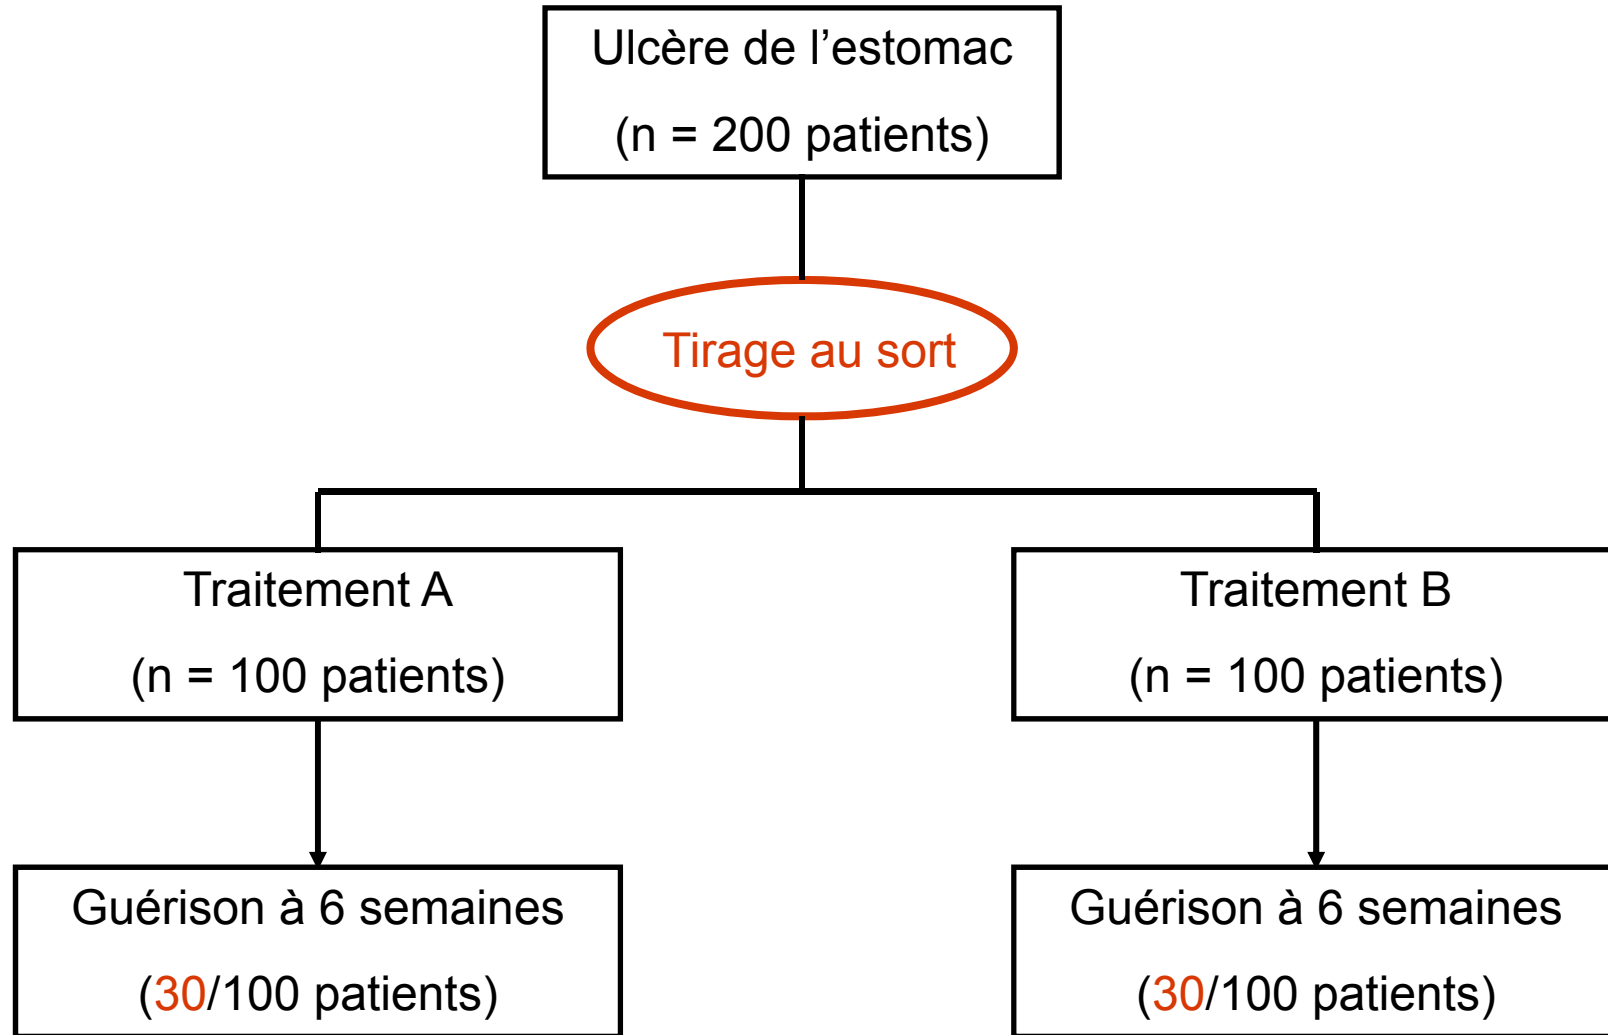 Ulcère de l’estomac
(n = 200 patients)
Tirage au sort
Traitement A
(n = 100 patients)
Traitement B
(n = 100 patients)
Guérison à 6 semaines
(30/100 patients)
Guérison à 6 semaines
(30/100 patients)